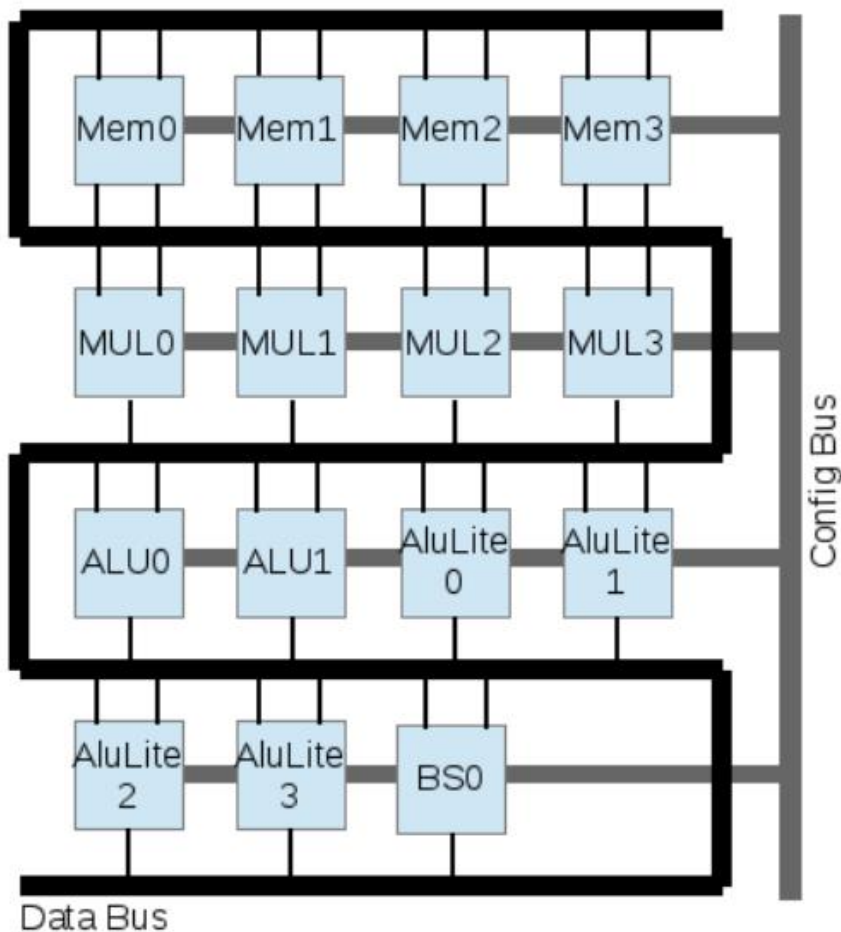 Mem0
Mem1
Mem2
Mem3
MUL0
MUL1
MUL2
MUL3
ALU0
ALU1
AluLite
0
AluLite
1
AluLite
2
AluLite
3
BS0
Config Bus
Data Bus